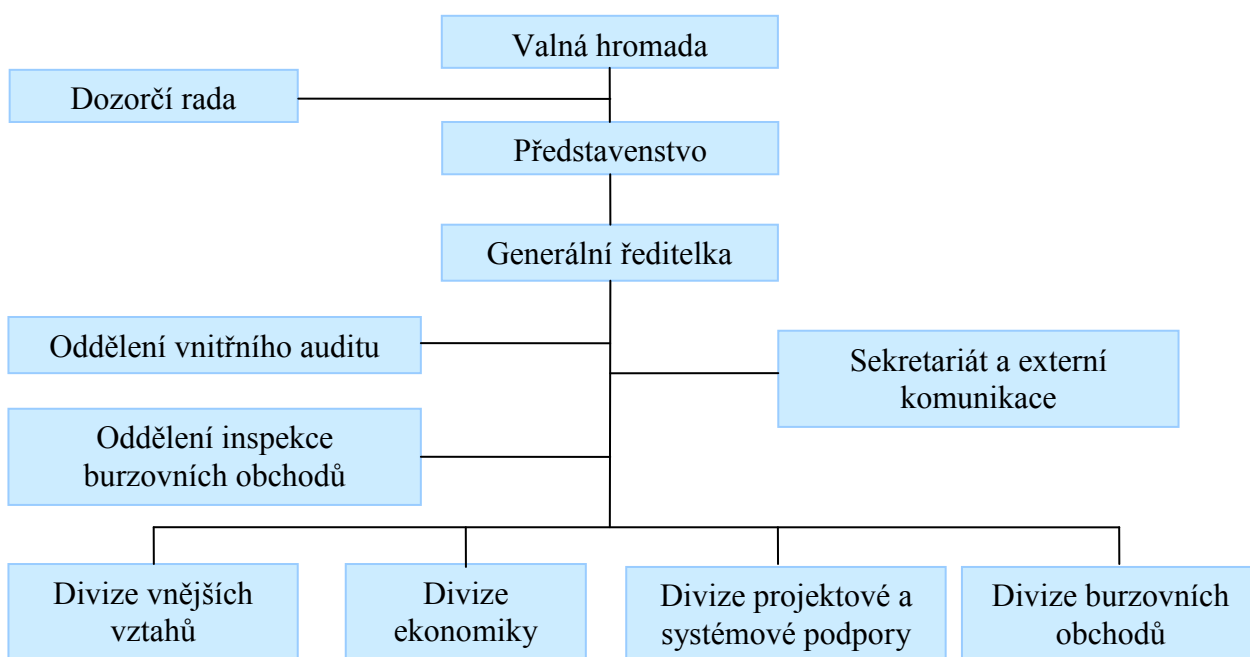 Valná hromada
Dozorčí rada
Představenstvo
Generální ředitelka
Oddělení vnitřního auditu
Sekretariát a externí
komunikace
Oddělení inspekce
burzovních obchodů
Divize vnějších
vztahů
Divize
ekonomiky
Divize projektové a
systémové podpory
Divize burzovních
obchodů